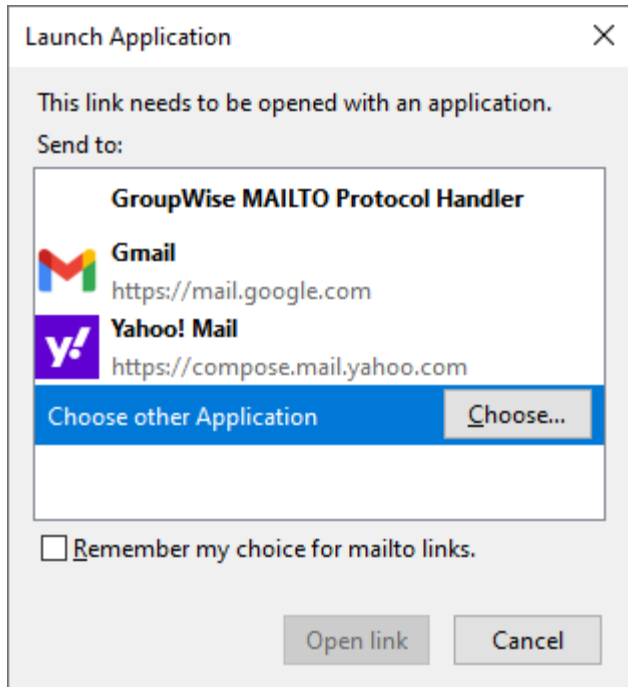 Launch Application
This link needs to be opened with an application.
Send to:
GroupWise MAILTO Protocol Handler
Gmail
https://mail.google.com
y!
Yahoo! Mail
https://compose.mail.yahoo.com
Choose other Application
Choose...
Remember my choice for mailto links.
Open link
Cancel